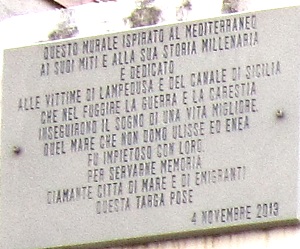 QUESTO MURALE ISPIRATO AL MEDITERRANEO
AI SUOI MITI E ALLA SUA STORIA MILLENARIA
È DEDICATO
ALLE VITTIME DI LAMPEDUSA E DEL CANALE DI SICILIA
CHE NEL FUGGIRE LA GUERRA E LA CARESTIA
INSEGUIRONO IL SOGNO DI UNA VITA MIGLIORE.
QUEL MARE CHE NON DOMÒ ULISSE ED ENEA
FU IMPIETOSO CON LORO.
PER SERVARNE MEMORIA
DIAMANTE CITTÀ DI MARE E DI EMIGRANTI
QUESTA TARGA POSE
4 NOVEMBRE 2013